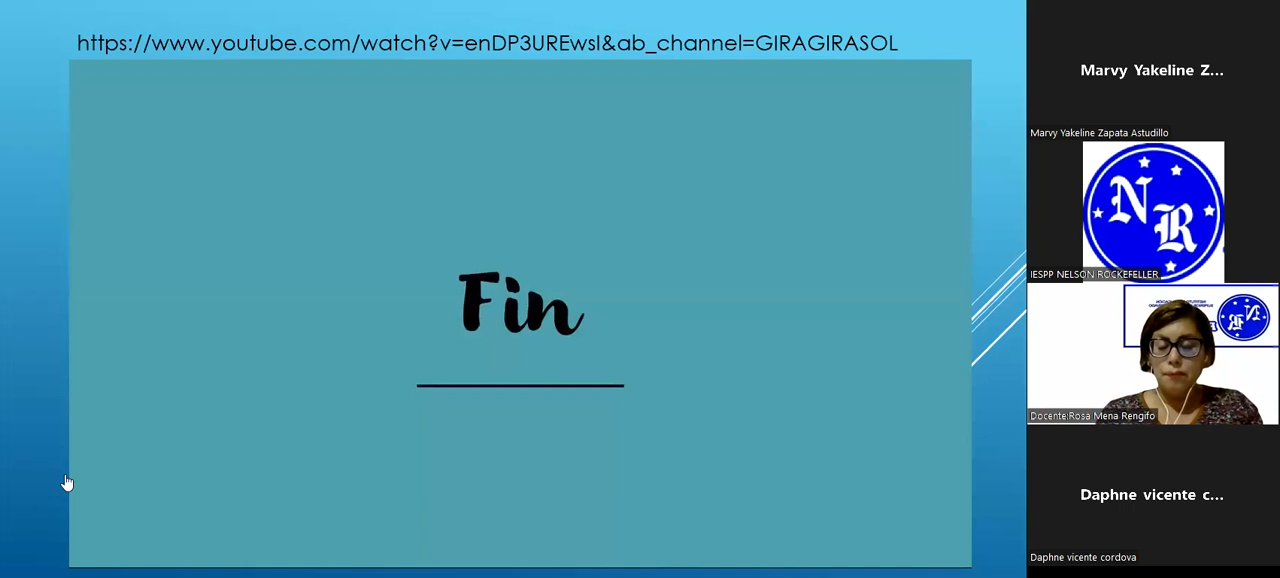 https://www.youtube.com/watch?v=enDP3UREwsI&ab_channel=GIRAGIRASOL
Fin
Marvy Yakeline Z...
Marvy Yakeline Zapata Astudillo
NR
IESPP NELSON ROCKEFELLER
NR
Docente:Rosa Mena Rengifo
Daphne vicente c...
Daphne vicente cordova